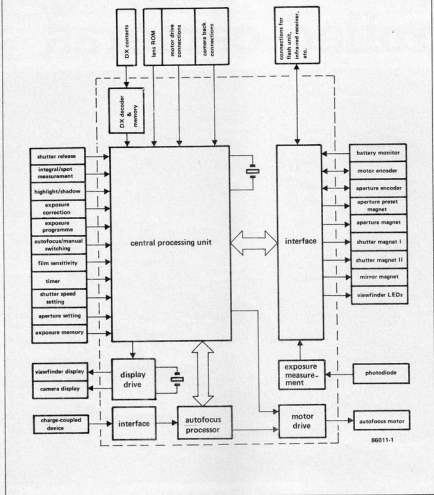 DX contacts
lens ROM
motor drive
connections
camera back
connections
connections for
flash unit,
infra-red receiver,
etc.
DX decoder
&
memory
shutter release
integral/spot
measurement
highlight/shadow
exposure
correction
exposure
programme
autofocus/manual
switching
film sensitivity
timer
shutter speed
setting
aperture setting
exposure memory
central processing unit
interface
battery monitor
motor encoder
aperture encoder
aperture preset
magnet
aperture magnet
shutter magnet I
shutter magnet II
mirror magnet
viewfinder LEDs
viewfinder display
camera display
display
drive
exposure
measure-
ment
photodiode
charge-coupled
device
interface
autofocus
processor
motor
drive
autofocus motor
86011-1